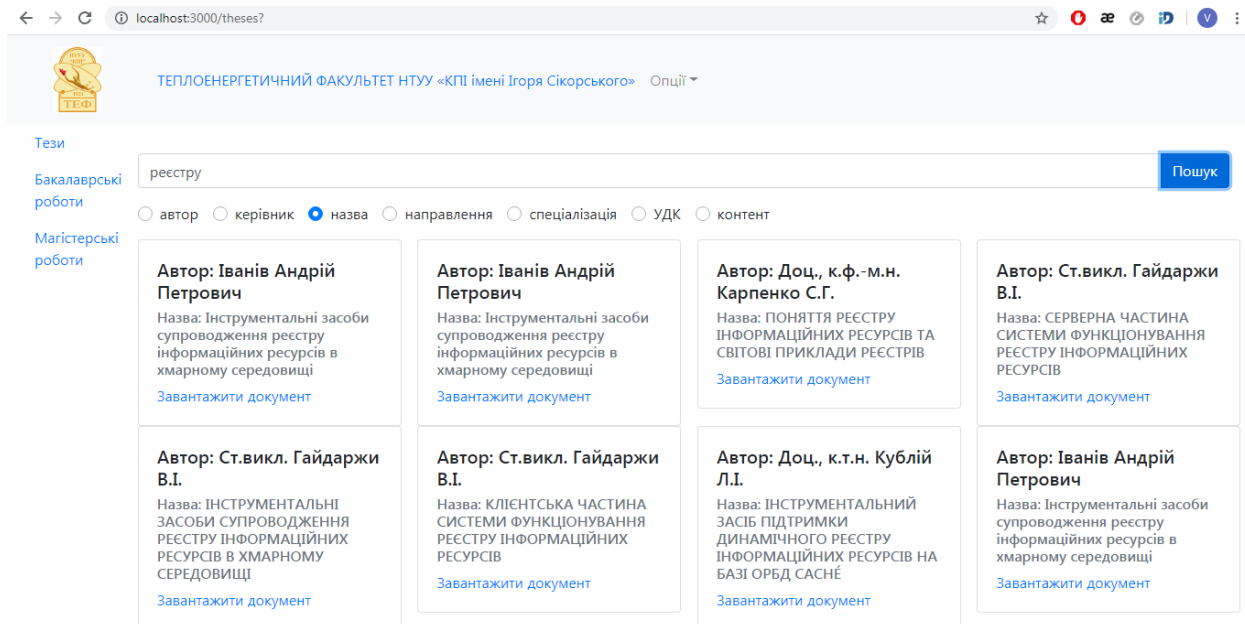 localhost:3000/theses?
V
НТУУ
"КПІ"
1931
ТЕФ
ТЕПЛОЕНЕРГЕТИЧНИЙ ФАКУЛЬТЕТ НТУУ «КПІ імені Ігоря Сікорського» Опції
Тези
Бакалаврські
роботи
Магістерські
роботи
реєстру
Пошук
автор керівник назва направлення спеціалізація УДК контент
Автор: Іванів Андрій
Петрович
Назва: Інструментальні засоби
супроводження реєстру
інформаційних ресурсів в
хмарному середовищі
Завантажити документ
Автор: Іванів Андрій
Петрович
Назва: Інструментальні засоби
супроводження реєстру
інформаційних ресурсів в
хмарному середовищі
Завантажити документ
Автор: Доц., к.ф.-м.н.
Карпенко С.Г.
Назва: ПОНЯТТЯ РЕЄСТРУ
ІНФОРМАЦІЙНИХ РЕСУРСІВ ТА
СВІТОВІ ПРИКЛАДИ РЕЄСТРІВ
Завантажити документ
Автор: Ст.викл. Гайдаржи
В.І.
Назва: СЕРВЕРНА ЧАСТИНА
СИСТЕМИ ФУНКЦІОНУВАННЯ
РЕЄСТРУ ІНФОРМАЦІЙНИХ
РЕСУРСІВ
Завантажити документ
Автор: Ст.викл. Гайдаржи
В.І.
Назва: ІНСТРУМЕНТАЛЬНІ
ЗАСОБИ СУПРОВОДЖЕННЯ
РЕЄСТРУ ІНФОРМАЦІЙНИХ
РЕСУРСІВ В ХМАРНОМУ
СЕРЕДОВИЩІ
Завантажити документ
Автор: Ст.викл. Гайдаржи
В.І.
Назва: КЛІЄНТСЬКА ЧАСТИНА
СИСТЕМИ ФУНКЦІОНУВАННЯ
РЕЄСТРУ ІНФОРМАЦІЙНИХ
РЕСУРСІВ
Завантажити документ
Автор: Доц., к.т.н. Кублій
Л.І.
Назва: ІНСТРУМЕНТАЛЬНИЙ
ЗАСІБ ПІДТРИМКИ
ДИНАМІЧНОГО РЕЄСТРУ
ІНФОРМАЦІЙНИХ РЕСУРСІВ НА
БАЗІ ОРБД CACHÉ
Завантажити документ
Автор: Іванів Андрій
Петрович
Назва: Інструментальні засоби
супроводження реєстру
інформаційних ресурсів в
хмарному середовищі
Завантажити документ